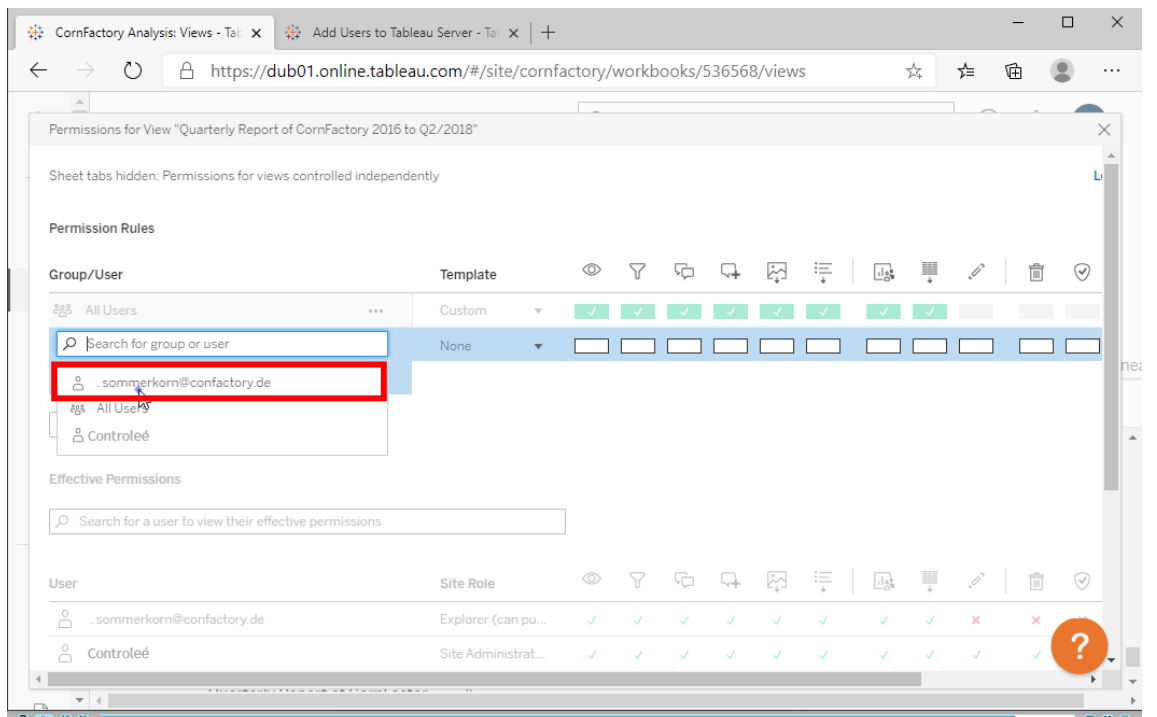 CornFactory Analysis: Views - Tab
Add Users to Tableau Server - Ta
https://dub01.online.tableau.com/#/site/cornfactory/workbooks/536568/views
Permissions for View "Quarterly Report of CornFactory 2016 to Q2/2018"
Sheet tabs hidden: Permissions for views controlled independently
Permission Rules
Group/User Template
All Users Custom
Search for group or user None
. sommerkorn@confactory.de
All Users
Controleé
Effective Permissions
Search for a user to view their effective permissions
User Site Role
. sommerkorn@confactory.de Explorer (can pu...
Controleé Site Administrat...
?